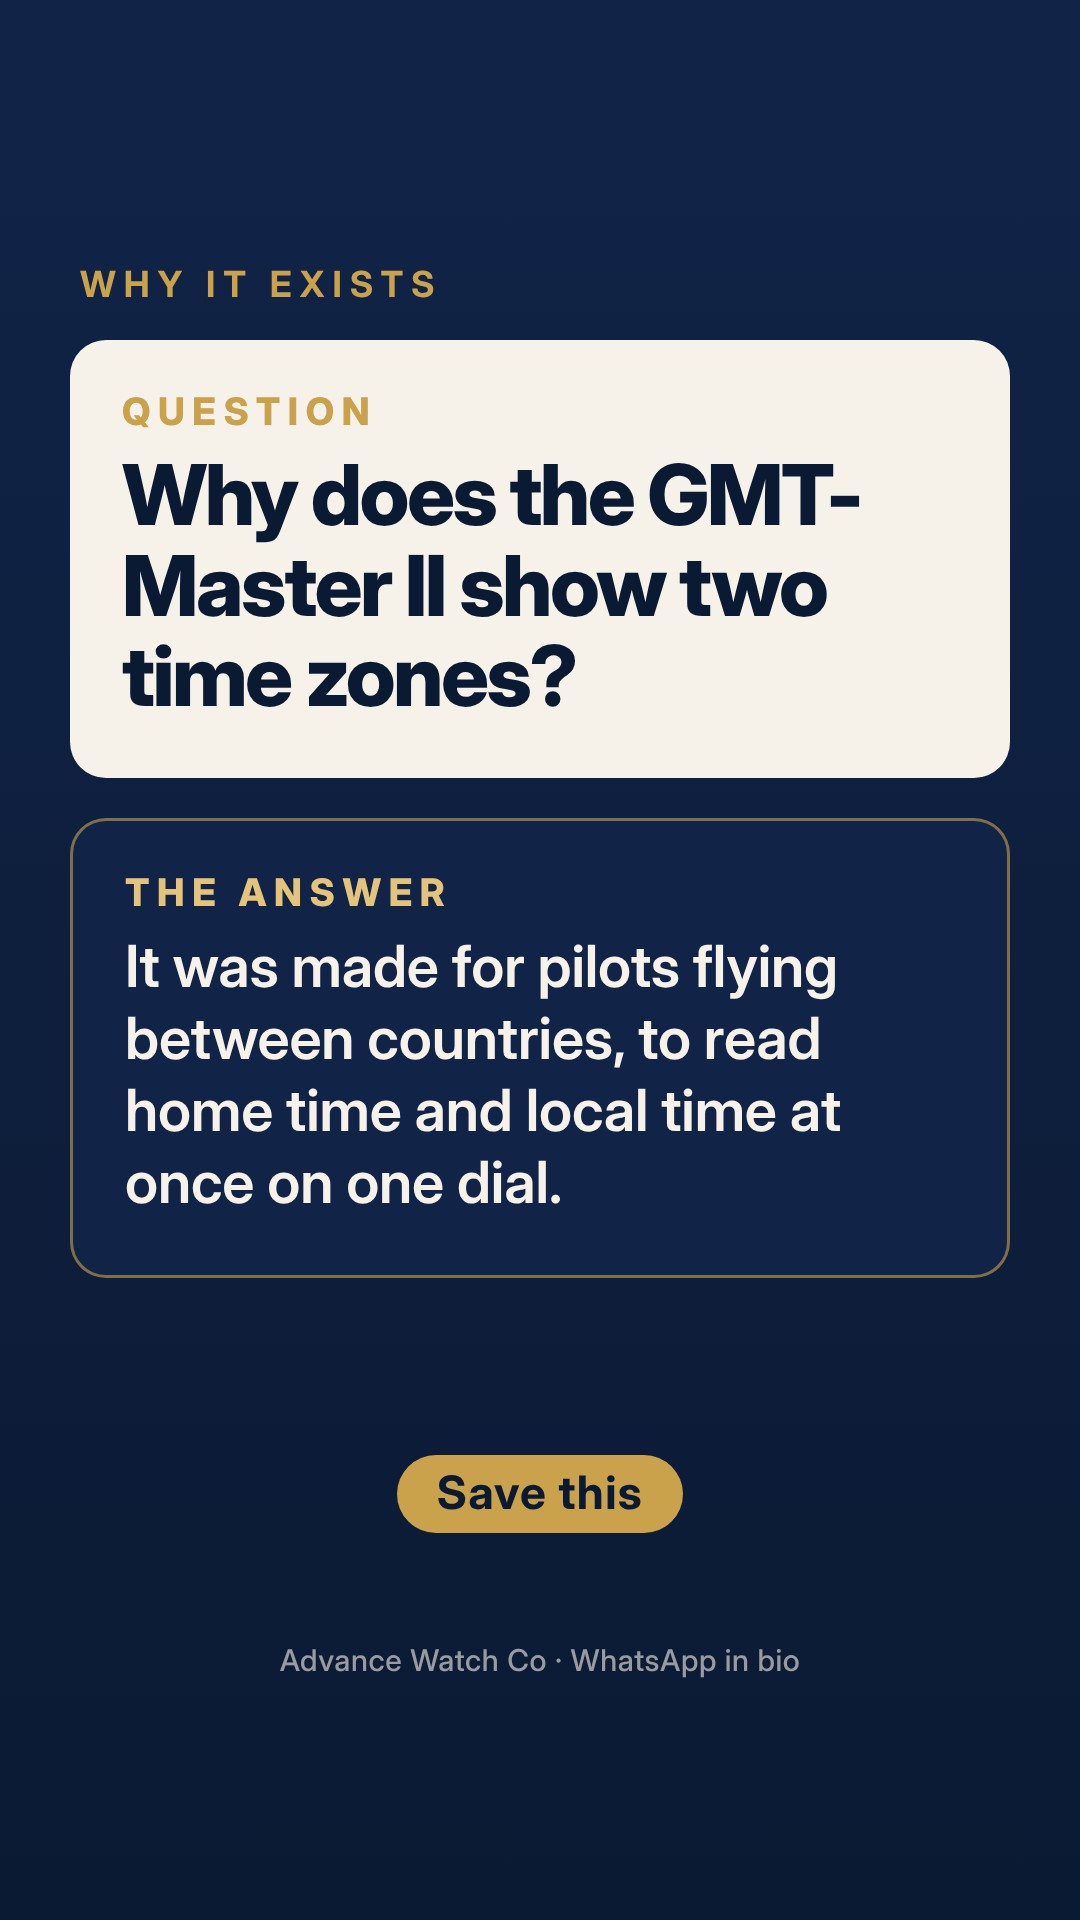 WHY IT EXISTS
QUESTION
Why does the GMT-
Master II show two
time zones?
THE ANSWER
It was made for pilots flying
between countries, to read
home time and local time at
once on one dial.
Save this
Advance Watch Co · WhatsApp in bio